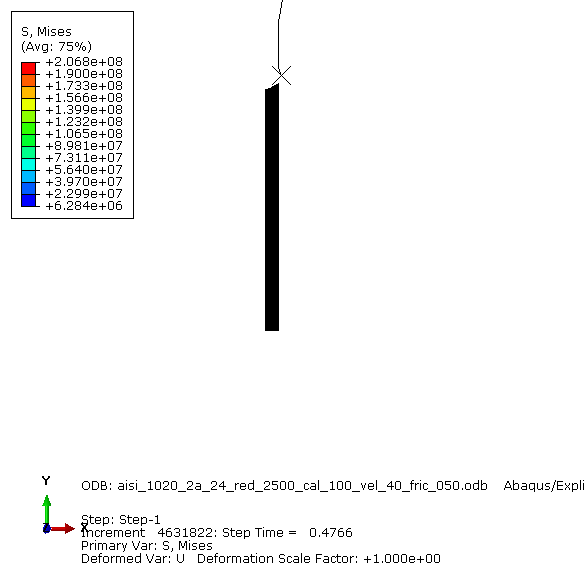 S, Mises
(Avg: 75%)
+2.068e+08
+1.900e+08
+1.733e+08
+1.566e+08
+1.399e+08
+1.232e+08
+1.065e+08
+8.981e+07
+7.311e+07
+5.640e+07
+3.970e+07
+2.299e+07
+6.284e+06
Y
ODB: aisi_1020_2a_24_red_2500_cal_100_vel_40_fric_050.odb Abaqus/Expli
X
Step: Step-1
Increment 4631822: Step Time = 0.4766
Primary Var: S, Mises
Deformed Var: U Deformation Scale Factor: +1.000e+00